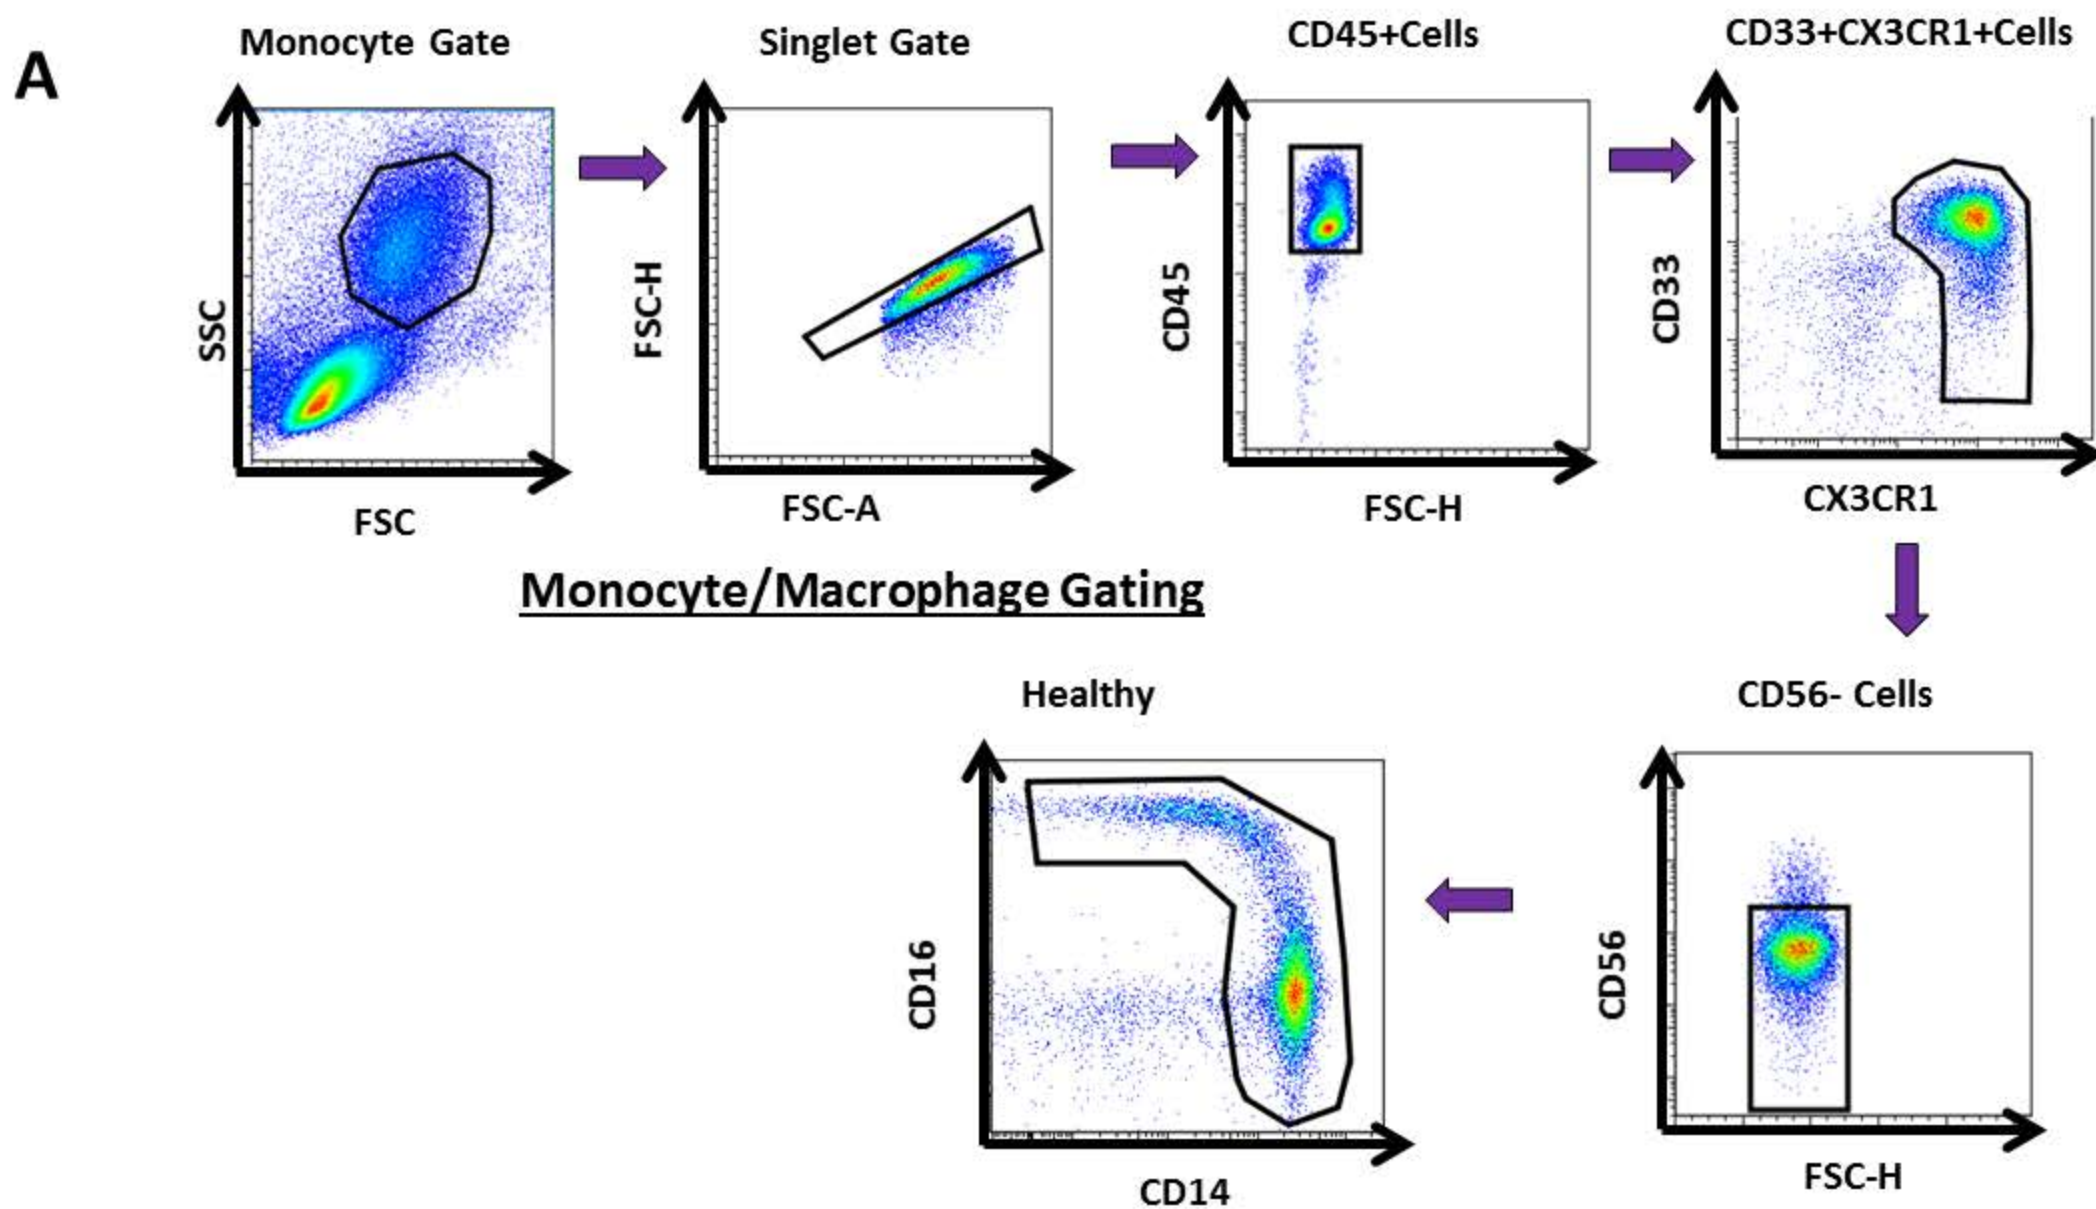 A
Monocyte Gate
Singlet Gate
CD45+Cells
CD33+CX3CR1+Cells
SSC
FSC
FSC-H
FSC-A
CD45
FSC-H
CD33
CX3CR1
Monocyte/Macrophage Gating
Healthy
CD56- Cells
CD16
CD14
CD56
FSC-H